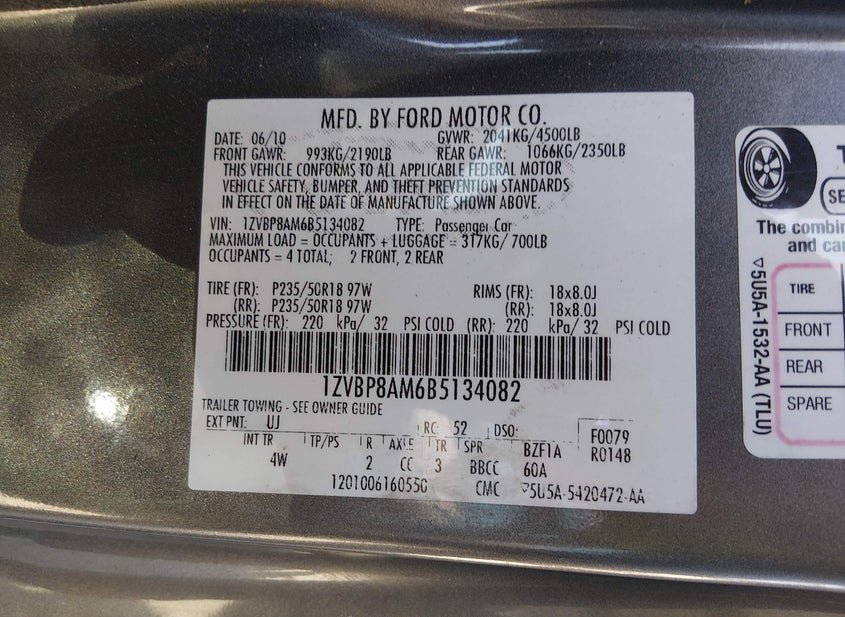 MFD. BY FORD MOTOR CO.
DATE: 06/10 GVWR: 2041KG/4500LB
FRONT GAWR: 993KG/2190LB REAR GAWR: 1066KG/2350LB
THIS VEHICLE CONFORMS TO ALL APPLICABLE FEDERAL MOTOR
VEHICLE SAFETY, BUMPER, AND THEFT PREVENTION STANDARDS
IN EFFECT ON THE DATE OF MANUFACTURE SHOWN ABOVE.
VIN: 1ZVBP8AM6B5134082 TYPE: Passenger Car
MAXIMUM LOAD = OCCUPANTS + LUGGAGE = 317KG/700LB
OCCUPANTS = 4 TOTAL; 2 FRONT, 2 REAR
TIRE (FR): P235/50R18 97W RIMS (FR): 18x8.0J
(RR): P235/50R18 97W (RR): 18x8.0J
PRESSURE (FR): 220 kPa/ 32 PSI COLD (RR): 220 kPa/ 32 PSI COLD
1ZVBP8AM6B5134082
TRAILER TOWING - SEE OWNER GUIDE
EXT PNT: UJ RC: 52 DSO: F0079
INT TR TP/PS R AXLE TR SPR BZF1A R0148
4W 2 CC 3 BBCC 60A
1201006160550 CMC ▽5U5A-5420472-AA
T
SE
The combin
and ca
TIRE
FRONT
REAR
SPARE
▽5U5A-1532-AA (TLU)